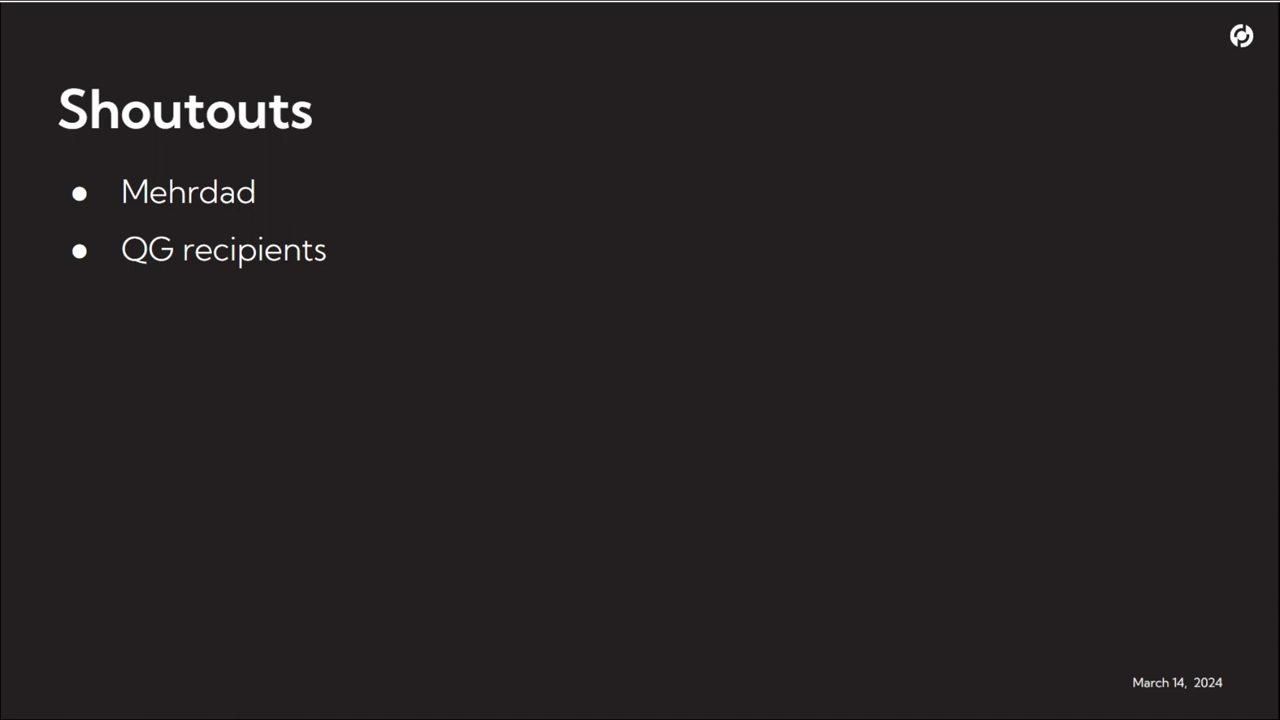 Shoutouts
● Mehrdad
● QG recipients
March 14, 2024